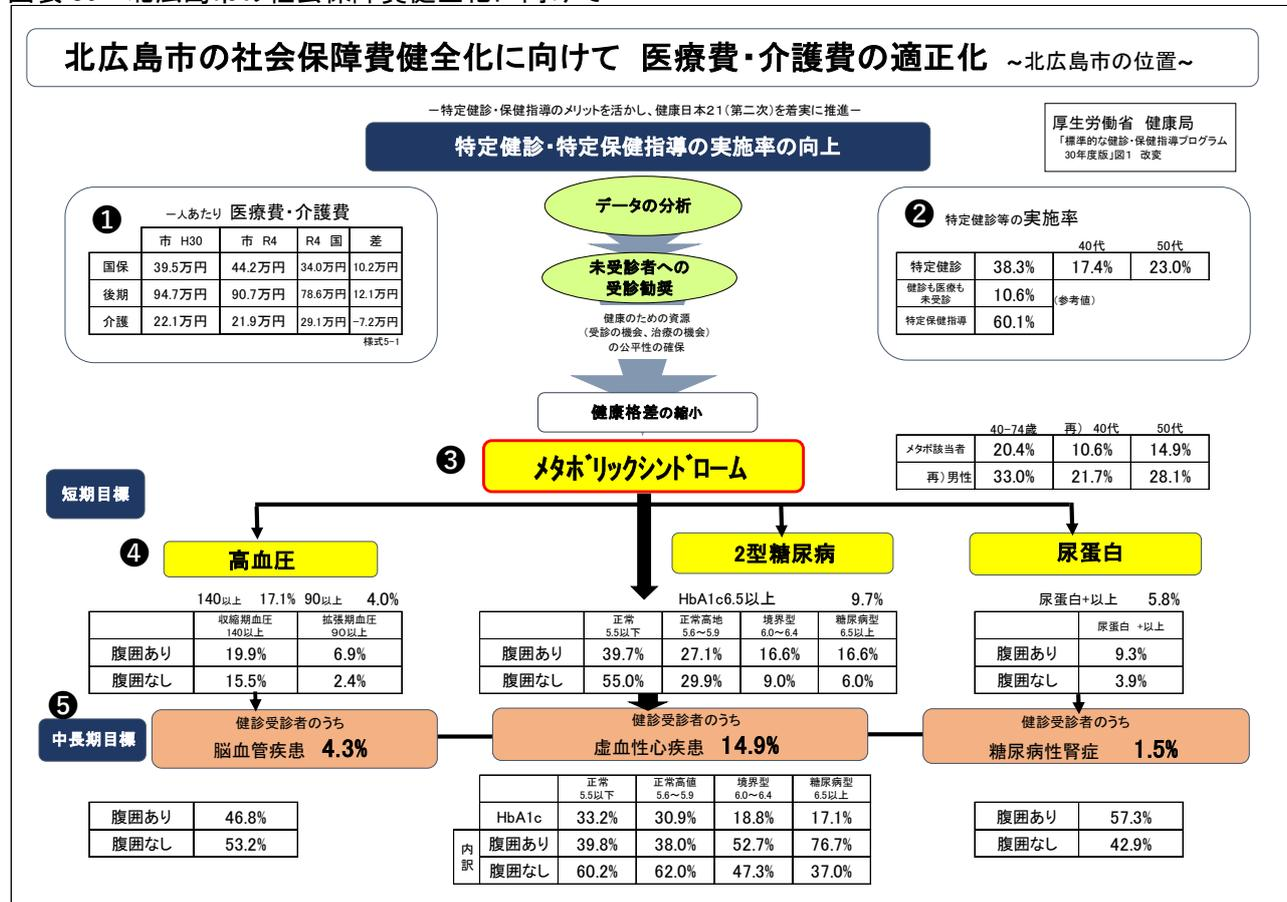 北広島市の社会保障費健全化に向けて 医療費・介護費の適正化 ~北広島市の位置~
－特定健診・保健指導のメリットを活かし、健康日本２１（第二次）を着実に推進－
特定健診・特定保健指導の実施率の向上
厚生労働省 健康局
「標準的な健診・保健指導プログラム
30年度版」図1 改変
❶ 一人あたり 医療費・介護費
市 H30 市 R4 R4 国 差
国保 39.5万円 44.2万円 34.0万円 10.2万円
後期 94.7万円 90.7万円 78.6万円 12.1万円
介護 22.1万円 21.9万円 29.1万円 -7.2万円
様式5-1
データの分析
未受診者への
受診勧奨
健康のための資源
（受診の機会、治療の機会）
の公平性の確保
健康格差の縮小
❷ 特定健診等の実施率
40代 50代
特定健診 38.3% 17.4% 23.0%
健診も医療も
未受診 10.6% (参考値)
特定保健指導 60.1%
❸ メタボリックシンドローム
40-74歳 再） 40代 50代
メタボ該当者 20.4% 10.6% 14.9%
再）男性 33.0% 21.7% 28.1%
短期目標
❹ 高血圧
2型糖尿病
尿蛋白
140以上 17.1% 90以上 4.0%
収縮期血圧
140以上
拡張期血圧
90以上
腹囲あり 19.9% 6.9%
腹囲なし 15.5% 2.4%
HbA1c6.5以上 9.7%
正常
5.5以下
正常高地
5.6～5.9
境界型
6.0～6.4
糖尿病型
6.5以上
腹囲あり 39.7% 27.1% 16.6% 16.6%
腹囲なし 55.0% 29.9% 9.0% 6.0%
尿蛋白+以上 5.8%
尿蛋白 +以上
腹囲あり 9.3%
腹囲なし 3.9%
❺
中長期目標
健診受診者のうち
脳血管疾患 4.3%
健診受診者のうち
虚血性心疾患 14.9%
健診受診者のうち
糖尿病性腎症 1.5%
腹囲あり 46.8%
腹囲なし 53.2%
正常
5.5以下
正常高値
5.6～5.9
境界型
6.0～6.4
糖尿病型
6.5以上
HbA1c 33.2% 30.9% 18.8% 17.1%
内訳
腹囲あり 39.8% 38.0% 52.7% 76.7%
腹囲なし 60.2% 62.0% 47.3% 37.0%
腹囲あり 57.3%
腹囲なし 42.9%